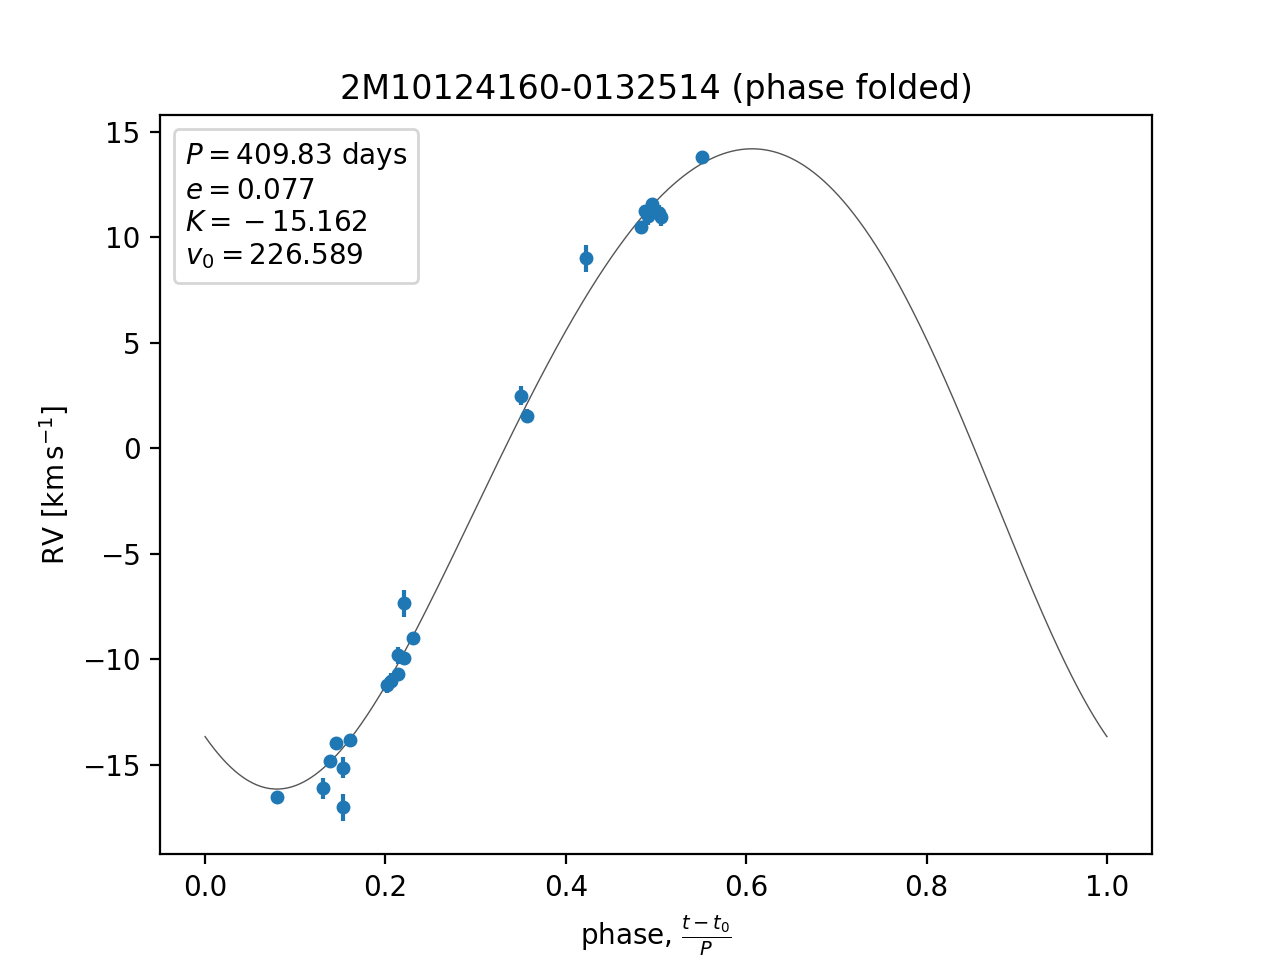 2M10124160-0132514 (phase folded)
P = 409.83 days
e = 0.077
K = −15.162
v₀ = 226.589
15
10
5
0
−5
−10
−15
RV [km s⁻¹]
0.0 0.2 0.4 0.6 0.8 1.0
phase, (t − t₀)/P